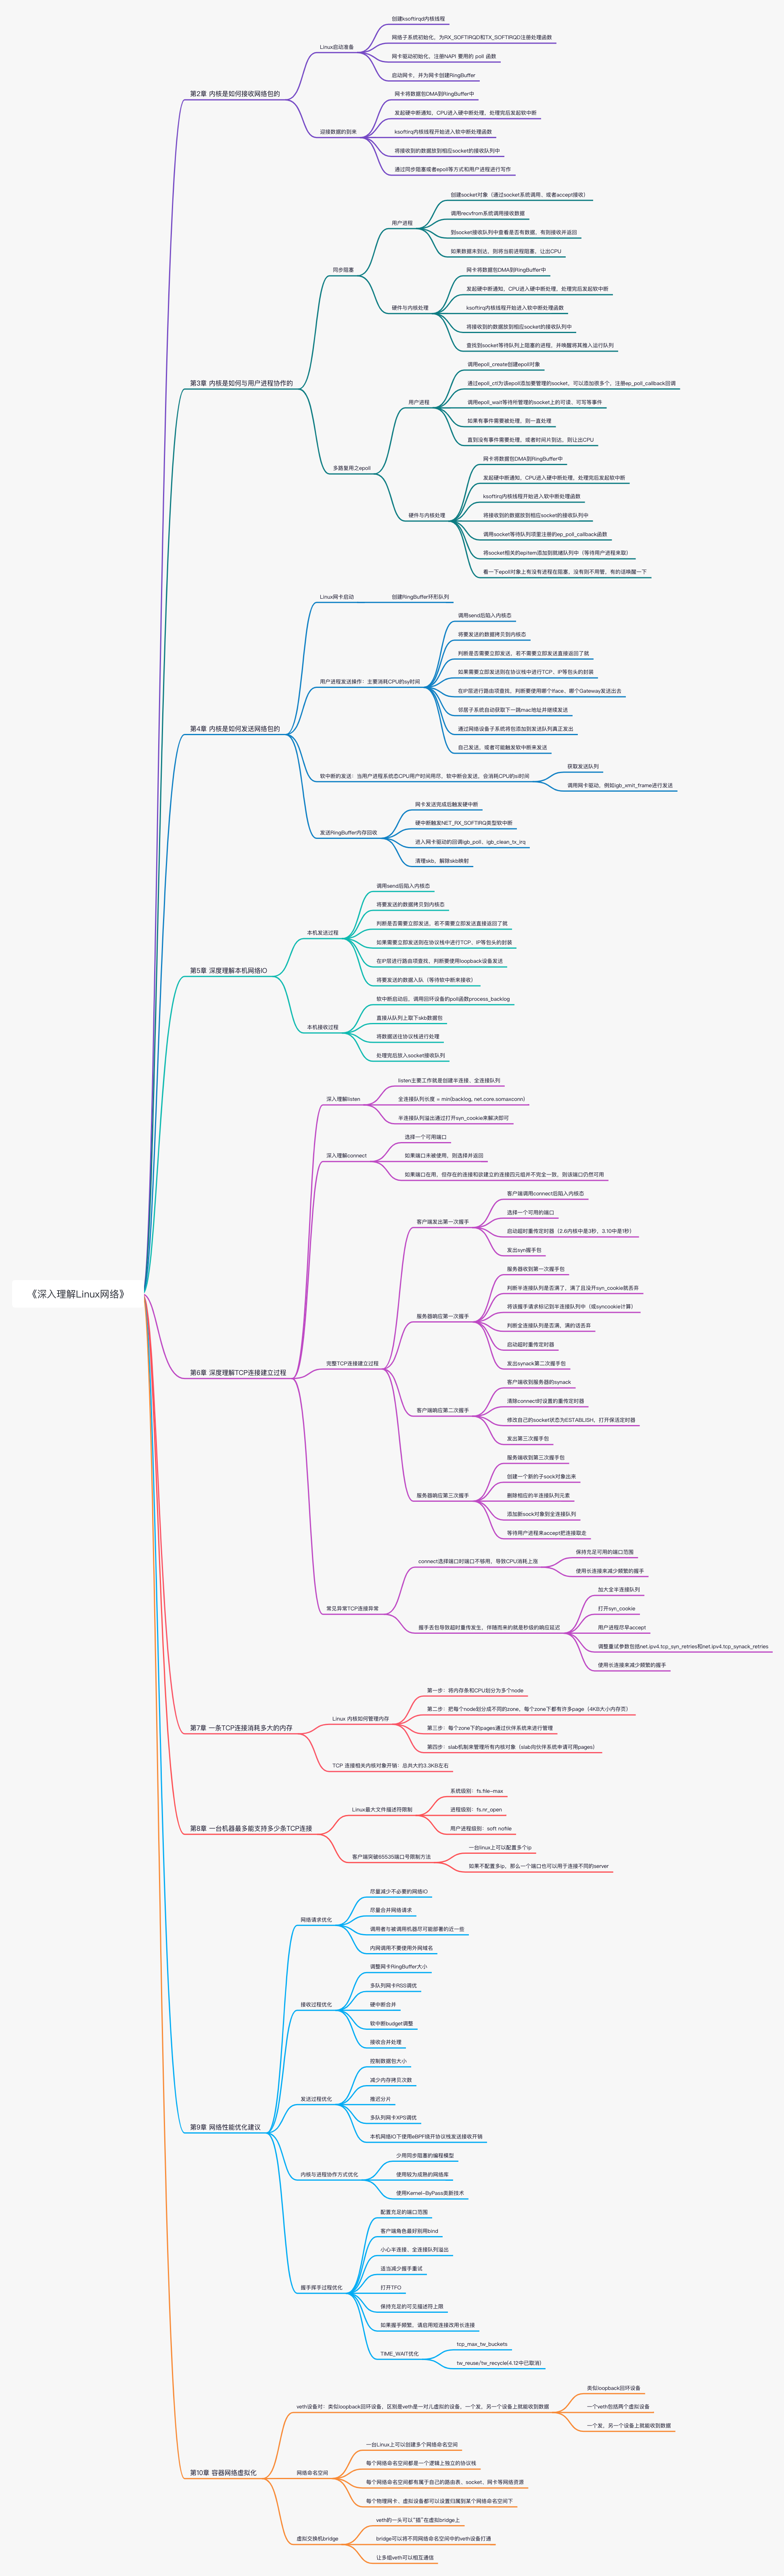 《深入理解Linux网络》
第2章 内核是如何接收网络包的
Linux启动准备
创建ksoftirqd内核线程
网络子系统初始化，为RX_SOFTIRQD和TX_SOFTIRQD注册处理函数
网卡驱动初始化，注册NAPI 要用的 poll 函数
启动网卡，并为网卡创建RingBuffer
迎接数据的到来
网卡将数据包DMA到RingBuffer中
发起硬中断通知，CPU进入硬中断处理，处理完后发起软中断
ksoftirq内核线程开始进入软中断处理函数
将接收到的数据放到相应socket的接收队列中
通过同步阻塞或者epoll等方式和用户进程进行写作
第3章 内核是如何与用户进程协作的
同步阻塞
用户进程
创建socket对象（通过socket系统调用、或者accept接收）
调用recvfrom系统调用接收数据
到socket接收队列中查看是否有数据，有则接收并返回
如果数据未到达，则将当前进程阻塞，让出CPU
硬件与内核处理
网卡将数据包DMA到RingBuffer中
发起硬中断通知，CPU进入硬中断处理，处理完后发起软中断
ksoftirq内核线程开始进入软中断处理函数
将接收到的数据放到相应socket的接收队列中
查找到socket等待队列上阻塞的进程，并唤醒将其推入运行队列
多路复用之epoll
用户进程
调用epoll_create创建epoll对象
通过epoll_ctl为该epoll添加要管理的socket，可以添加很多个，注册ep_poll_callback回调
调用epoll_wait等待所管理的socket上的可读、可写等事件
如果有事件需要被处理，则一直处理
直到没有事件需要处理，或者时间片到达，则让出CPU
硬件与内核处理
网卡将数据包DMA到RingBuffer中
发起硬中断通知，CPU进入硬中断处理，处理完后发起软中断
ksoftirq内核线程开始进入软中断处理函数
将接收到的数据放到相应socket的接收队列中
调用socket等待队列项里注册的ep_poll_callback函数
将socket相关的epitem添加到就绪队列中（等待用户进程来取）
看一下epoll对象上有没有进程在阻塞，没有则不用管，有的话唤醒一下
第4章 内核是如何发送网络包的
Linux网卡启动
创建RingBuffer环形队列
用户进程发送操作：主要消耗CPU的sy时间
调用send后陷入内核态
将要发送的数据拷贝到内核态
判断是否需要立即发送，若不需要立即发送直接返回了就
如果需要立即发送则在协议栈中进行TCP、IP等包头的封装
在IP层进行路由项查找，判断要使用哪个Iface、哪个Gateway发送出去
邻居子系统自动获取下一跳mac地址并继续发送
通过网络设备子系统将包添加到发送队列真正发出
自己发送，或者可能触发软中断来发送
软中断的发送：当用户进程系统态CPU用户时间用尽，软中断会发送，会消耗CPU的si时间
获取发送队列
调用网卡驱动，例如igb_xmit_frame进行发送
发送RingBuffer内存回收
网卡发送完成后触发硬中断
硬中断触发NET_RX_SOFTIRQ类型软中断
进入网卡驱动的回调igb_poll、igb_clean_tx_irq
清理skb，解除skb映射
第5章 深度理解本机网络IO
本机发送过程
调用send后陷入内核态
将要发送的数据拷贝到内核态
判断是否需要立即发送，若不需要立即发送直接返回了就
如果需要立即发送则在协议栈中进行TCP、IP等包头的封装
在IP层进行路由项查找，判断要使用loopback设备发送
将要发送的数据入队（等待软中断来接收）
本机接收过程
软中断启动后，调用回环设备的poll函数process_backlog
直接从队列上取下skb数据包
将数据送往协议栈进行处理
处理完后放入socket接收队列
第6章 深度理解TCP连接建立过程
深入理解listen
listen主要工作就是创建半连接、全连接队列
全连接队列长度 = min(backlog, net.core.somaxconn)
半连接队列溢出通过打开syn_cookie来解决即可
深入理解connect
选择一个可用端口
如果端口未被使用，则选择并返回
如果端口在用，但存在的连接和欲建立的连接四元组并不完全一致，则该端口仍然可用
完整TCP连接建立过程
客户端发出第一次握手
客户端调用connect后陷入内核态
选择一个可用的端口
启动超时重传定时器（2.6内核中是3秒，3.10中是1秒）
发出syn握手包
服务器响应第一次握手
服务器收到第一次握手包
判断半连接队列是否满了，满了且没开syn_cookie就丢弃
将该握手请求标记到半连接队列中（或syncookie计算）
判断全连接队列是否满，满的话丢弃
启动超时重传定时器
发出synack第二次握手包
客户端响应第二次握手
客户端收到服务器的synack
清除connect时设置的重传定时器
修改自己的socket状态为ESTABLISH，打开保活定时器
发出第三次握手包
服务器响应第三次握手
服务端收到第三次握手包
创建一个新的子sock对象出来
删除相应的半连接队列元素
添加新sock对象到全连接队列
等待用户进程来accept把连接取走
常见异常TCP连接异常
connect选择端口时端口不够用，导致CPU消耗上涨
保持充足可用的端口范围
使用长连接来减少频繁的握手
握手丢包导致超时重传发生，伴随而来的就是秒级的响应延迟
加大全半连接队列
打开syn_cookie
用户进程尽早accept
调整重试参数包括net.ipv4.tcp_syn_retries和net.ipv4.tcp_synack_retries
使用长连接来减少频繁的握手
第7章 一条TCP连接消耗多大的内存
Linux 内核如何管理内存
第一步：将内存条和CPU划分为多个node
第二步：把每个node划分成不同的zone，每个zone下都有许多page（4KB大小内存页）
第三步：每个zone下的pages通过伙伴系统来进行管理
第四步：slab机制来管理所有内核对象（slab向伙伴系统申请可用pages）
TCP 连接相关内核对象开销：总共大约3.3KB左右
第8章 一台机器最多能支持多少条TCP连接
Linux最大文件描述符限制
系统级别：fs.file-max
进程级别：fs.nr_open
用户进程级别：soft nofile
客户端突破65535端口号限制方法
一台linux上可以配置多个ip
如果不配置多ip，那么一个端口也可以用于连接不同的server
第9章 网络性能优化建议
网络请求优化
尽量减少不必要的网络IO
尽量合并网络请求
调用者与被调用机器尽可能部署的近一些
内网调用不要使用外网域名
接收过程优化
调整网卡RingBuffer大小
多队列网卡RSS调优
硬中断合并
软中断budget调整
接收合并处理
发送过程优化
控制数据包大小
减少内存拷贝次数
推迟分片
多队列网卡XPS调优
本机网络IO下使用eBPF绕开协议栈发送接收开销
内核与进程协作方式优化
少用同步阻塞的编程模型
使用较为成熟的网络库
使用Kernel-ByPass类新技术
握手挥手过程优化
配置充足的端口范围
客户端角色最好别用bind
小心半连接、全连接队列溢出
适当减少握手重试
打开TFO
保持充足的可见描述符上限
如果握手频繁，请启用短连接改用长连接
TIME_WAIT优化
tcp_max_tw_buckets
tw_reuse/tw_recycle(4.12中已取消)
第10章 容器网络虚拟化
veth设备对：类似loopback回环设备，区别是veth是一对儿虚拟的设备，一个发，另一个设备上就能收到数据
类似loopback回环设备
一个veth包括两个虚拟设备
一个发，另一个设备上就能收到数据
网络命名空间
一台Linux上可以创建多个网络命名空间
每个网络命名空间都是一个逻辑上独立的协议栈
每个网络命名空间都有属于自己的路由表、socket、网卡等网络资源
每个物理网卡、虚拟设备都可以设置归属到某个网络命名空间下
虚拟交换机bridge
veth的一头可以“插”在虚拟bridge上
bridge可以将不同网络命名空间中的veth设备打通
让多组veth可以相互通信